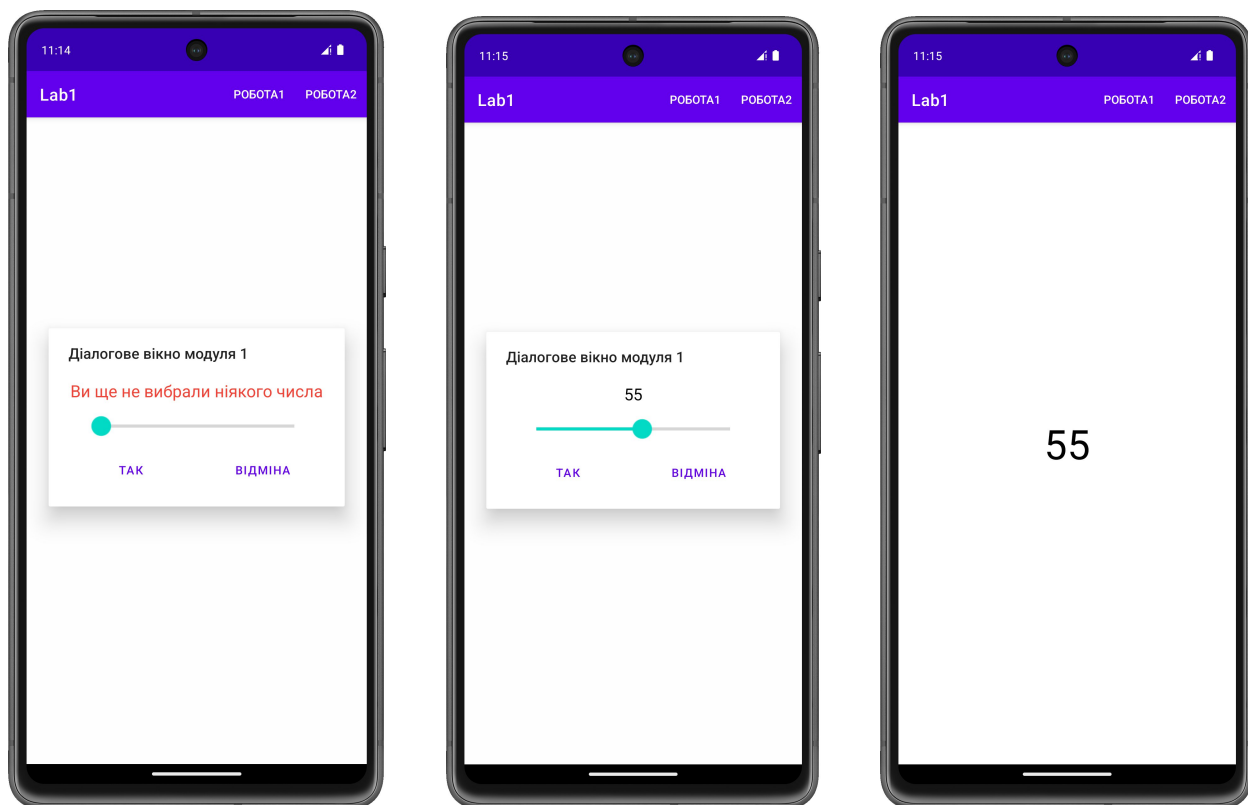 11:14
Lab1
РОБОТА1 РОБОТА2
Діалогове вікно модуля 1
Ви ще не вибрали ніякого числа
ТАК ВІДМІНА
11:15
Lab1
РОБОТА1 РОБОТА2
Діалогове вікно модуля 1
55
ТАК ВІДМІНА
11:15
Lab1
РОБОТА1 РОБОТА2
55